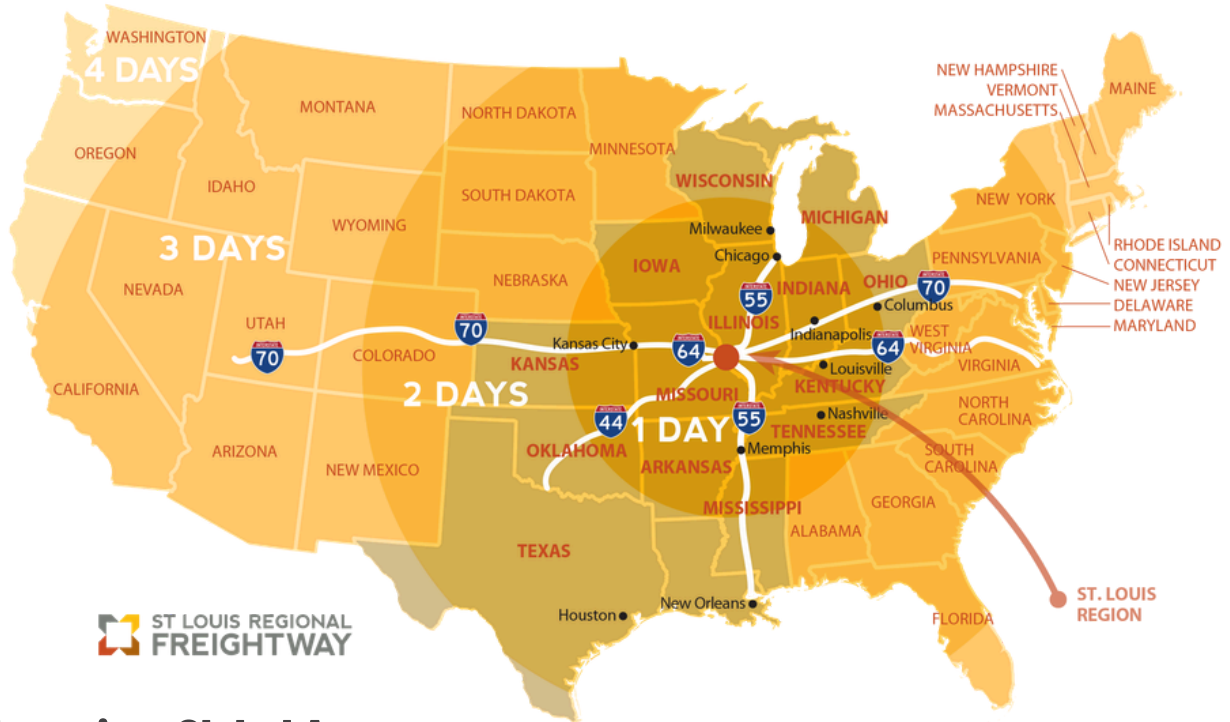 WASHINGTON
4 DAYS
MONTANA
NORTH DAKOTA
MINNESOTA
NEW HAMPSHIRE
VERMONT
MASSACHUSETTS
MAINE
OREGON
IDAHO
SOUTH DAKOTA
WISCONSIN
MICHIGAN
NEW YORK
WYOMING
3 DAYS
Milwaukee
Chicago
IOWA
NEBRASKA
NEVADA
PENNSYLVANIA
RHODE ISLAND
CONNECTICUT
NEW JERSEY
DELAWARE
MARYLAND
INDIANA
OHIO
70
55
Columbus
UTAH
70
70
COLORADO
ILLINOIS
Indianapolis
WEST
VIRGINIA
64
64
Kansas City
KANSAS
Louisville
KENTUCKY
VIRGINIA
CALIFORNIA
2 DAYS
MISSOURI
NORTH
CAROLINA
44
1 DAY
55
Nashville
TENNESSEE
ARIZONA
NEW MEXICO
OKLAHOMA
ARKANSAS
Memphis
SOUTH
CAROLINA
MISSISSIPPI
ALABAMA
GEORGIA
TEXAS
Houston
New Orleans
FLORIDA
ST. LOUIS
REGION
ST LOUIS REGIONAL
FREIGHTWAY